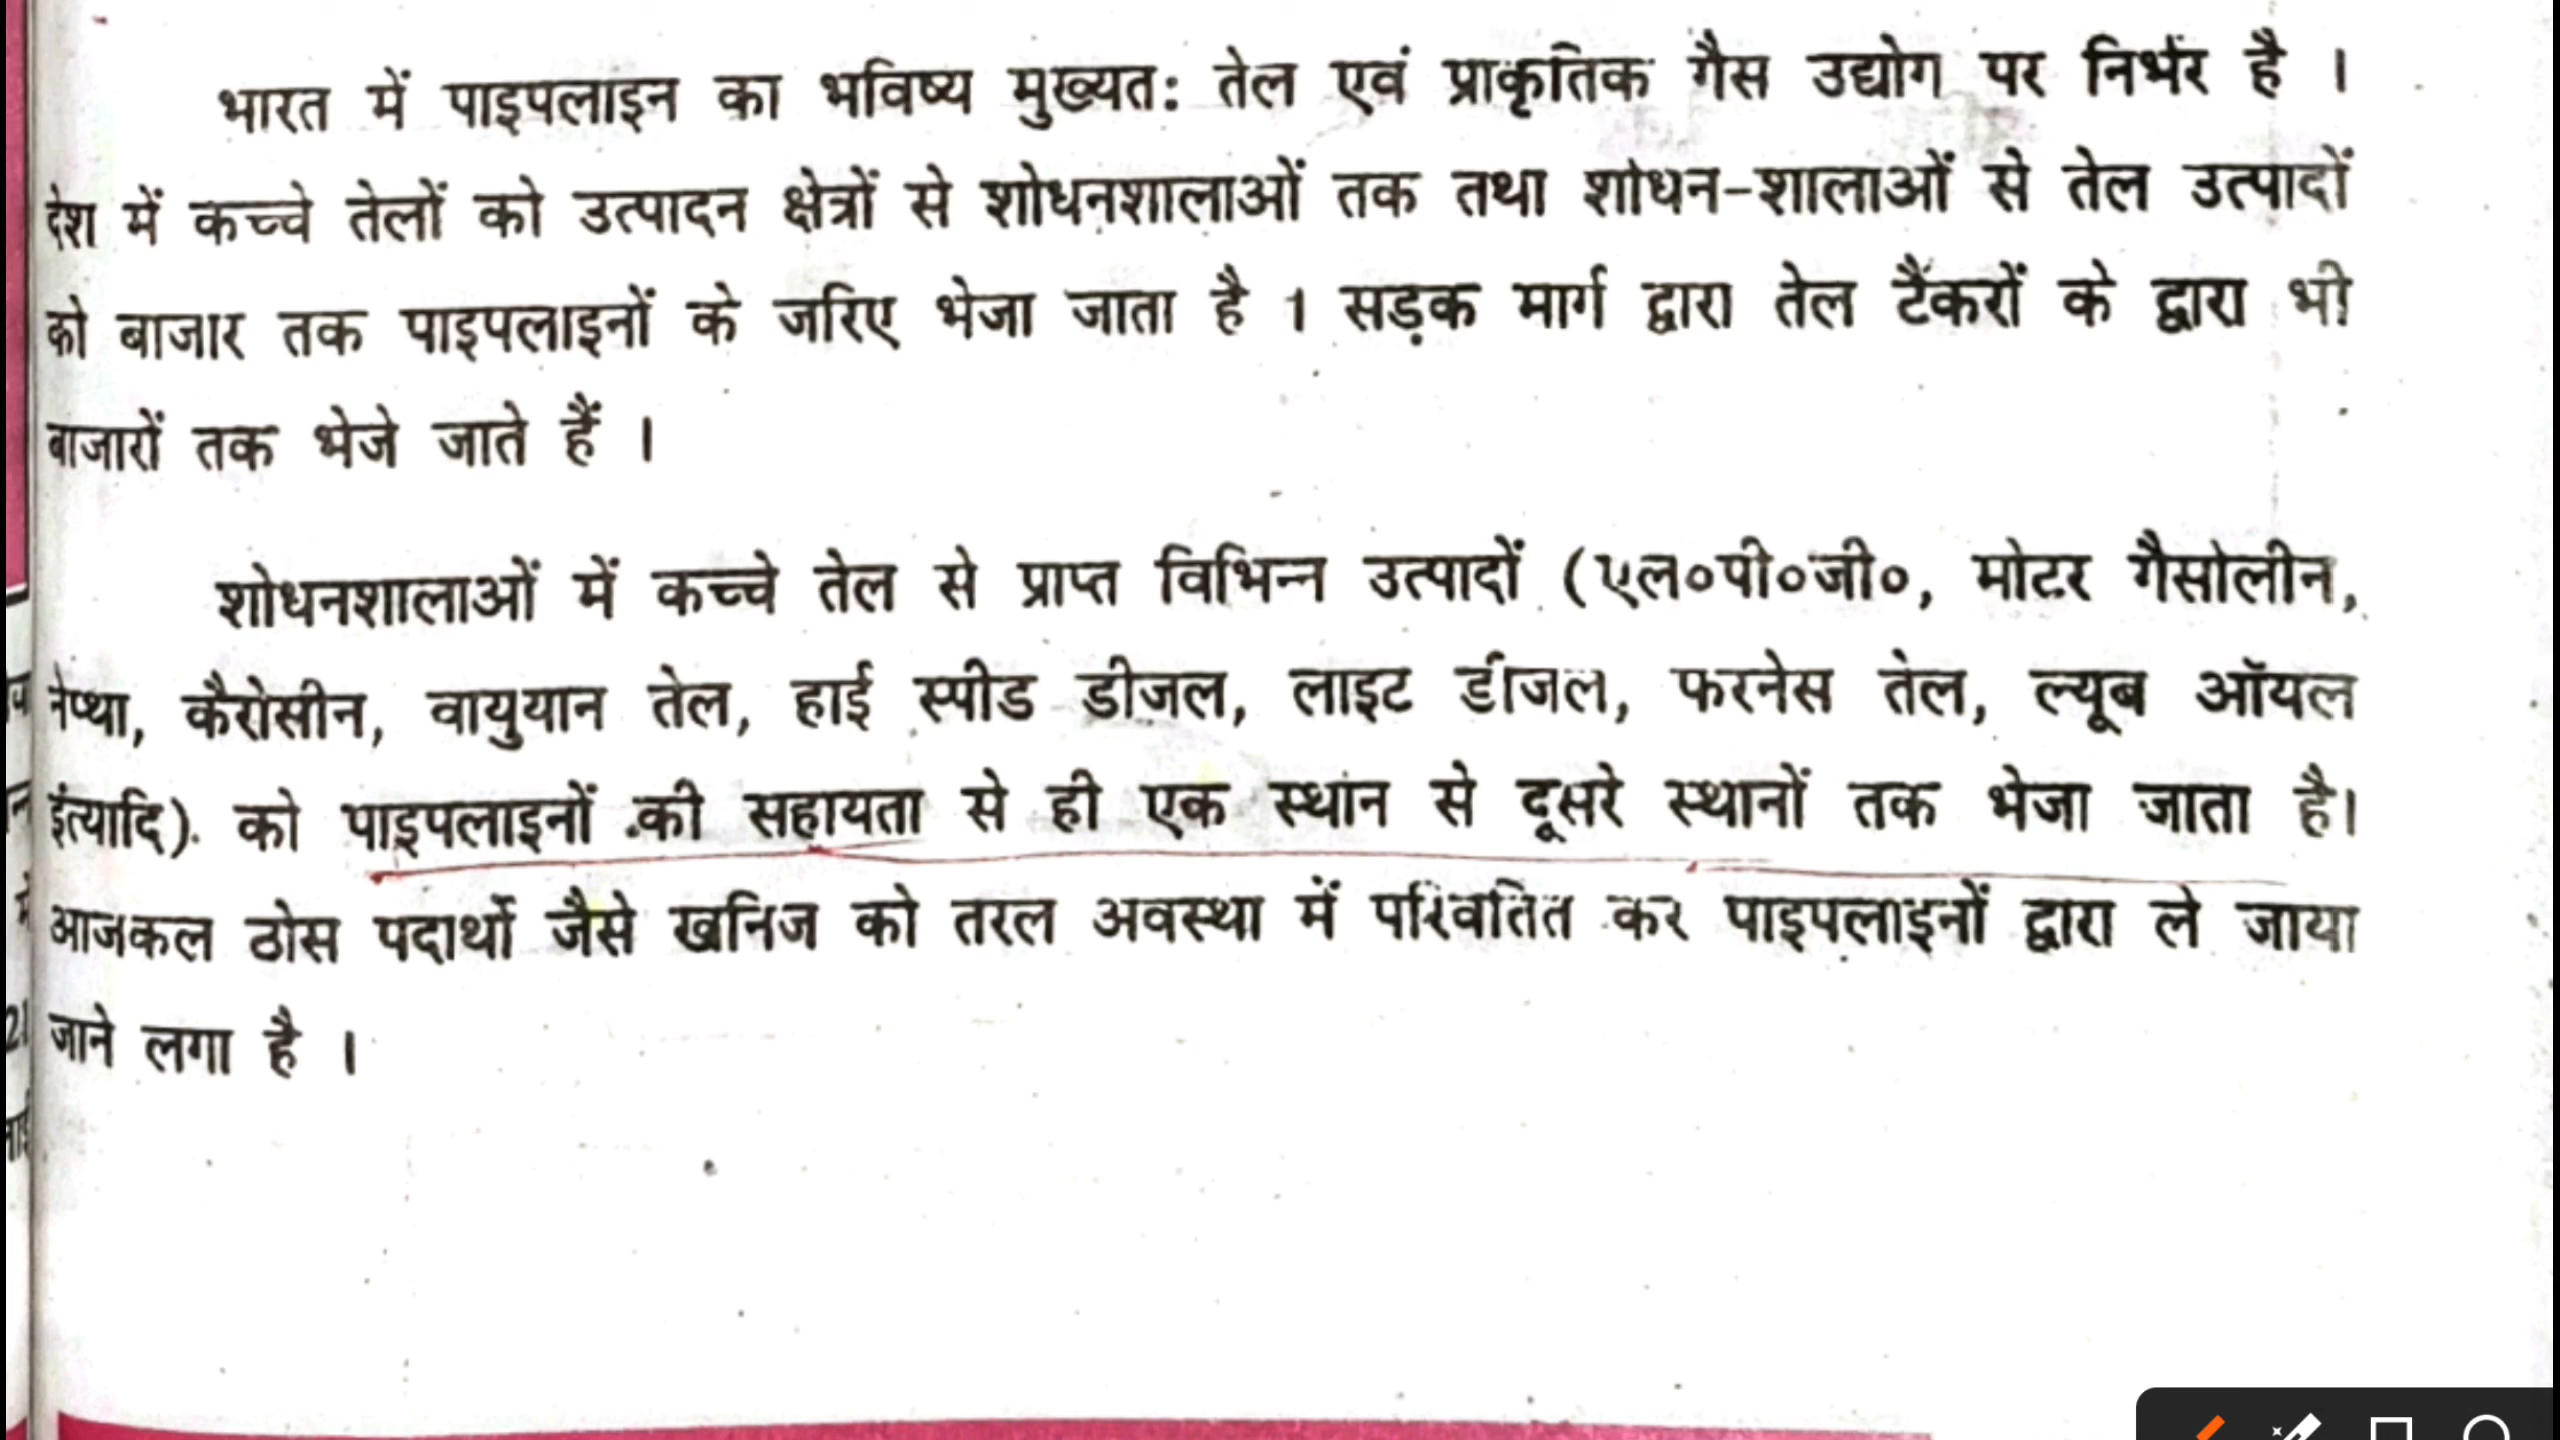 भारत में पाइपलाइन का भविष्य मुख्यत: तेल एवं प्राकृतिक गैस उद्योग पर निर्भर है ।
देश में कच्चे तेलों को उत्पादन क्षेत्रों से शोधनशालाओं तक तथा शोधन-शालाओं से तेल उत्पादों
को बाजार तक पाइपलाइनों के जरिए भेजा जाता है । सड़क मार्ग द्वारा तेल टैंकरों के द्वारा भी
बाजारों तक भेजे जाते हैं ।
शोधनशालाओं में कच्चे तेल से प्राप्त विभिन्न उत्पादों (एल०पी०जी०, मोटर गैसोलीन,
नेप्था, कैरोसीन, वायुयान तेल, हाई स्पीड डीजल, लाइट डीजल, फरनेस तेल, ल्यूब ऑयल
इत्यादि) को पाइपलाइनों की सहायता से ही एक स्थान से दूसरे स्थानों तक भेजा जाता है।
आजकल ठोस पदार्थो जैसे खनिज को तरल अवस्था में परिवर्तित कर पाइपलाइनों द्वारा ले जाया
जाने लगा है ।